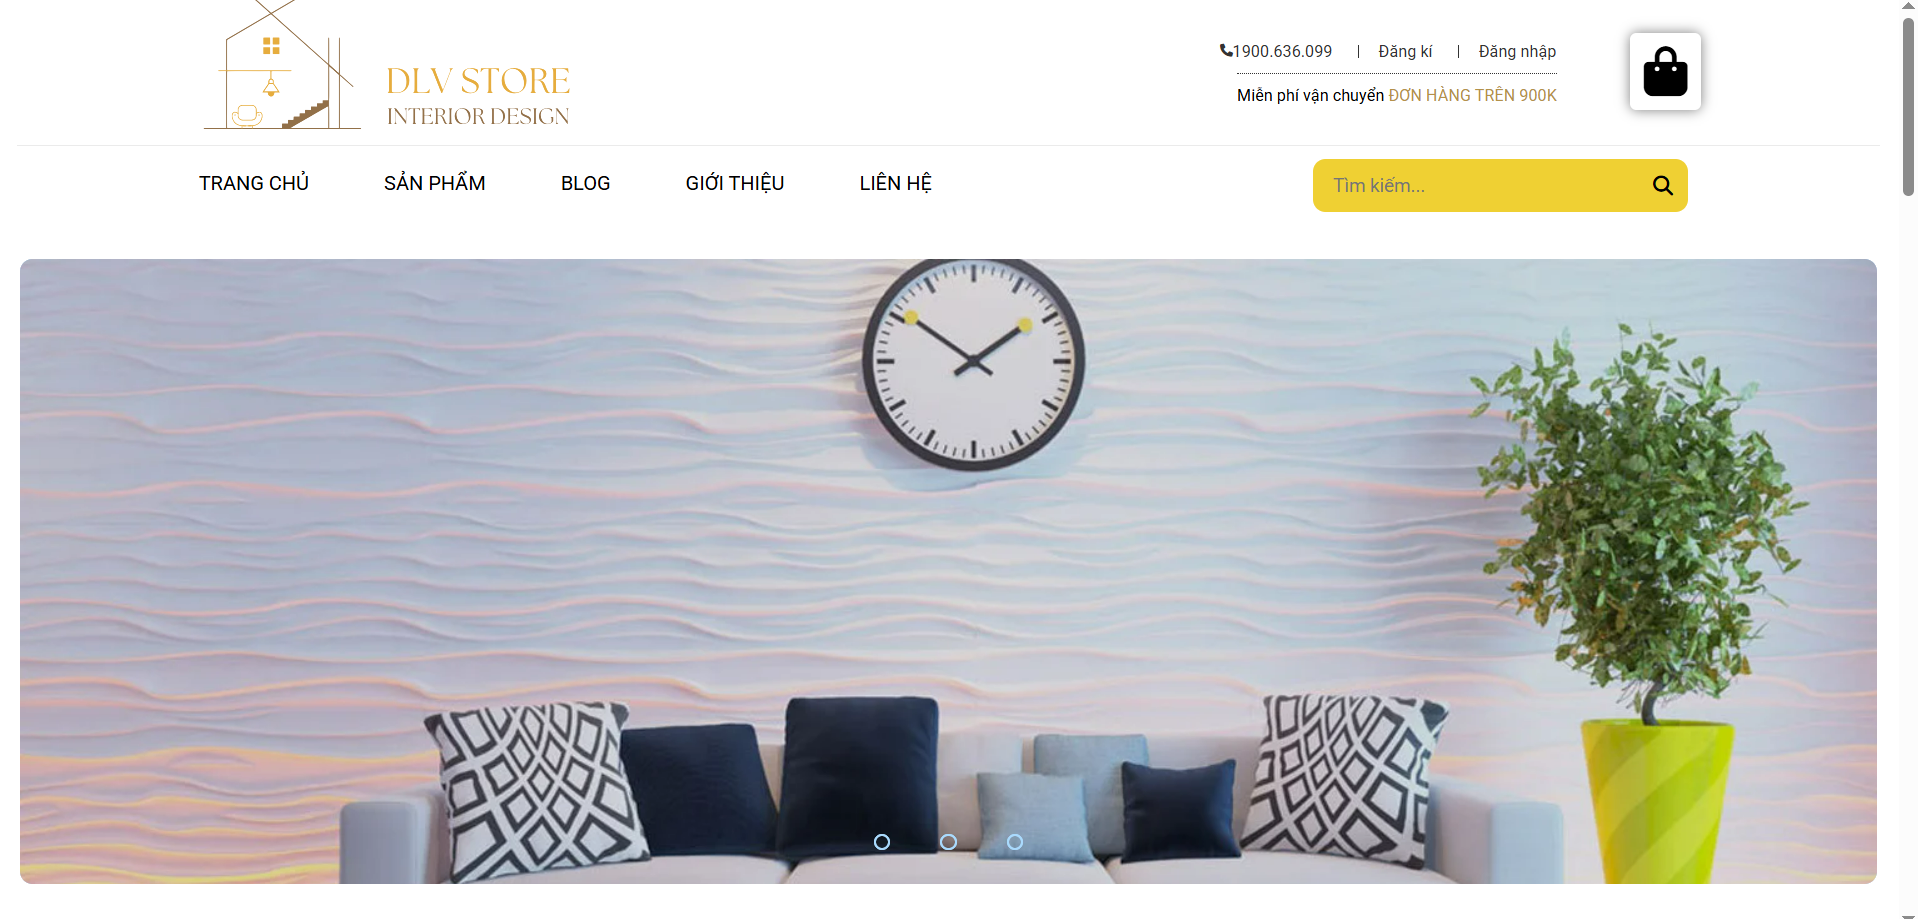 DLV STORE
INTERIOR DESIGN
1900.636.099 | Đăng kí | Đăng nhập
Miễn phí vận chuyển ĐƠN HÀNG TRÊN 900K
TRANG CHỦ SẢN PHẨM BLOG GIỚI THIỆU LIÊN HỆ
Tìm kiếm...